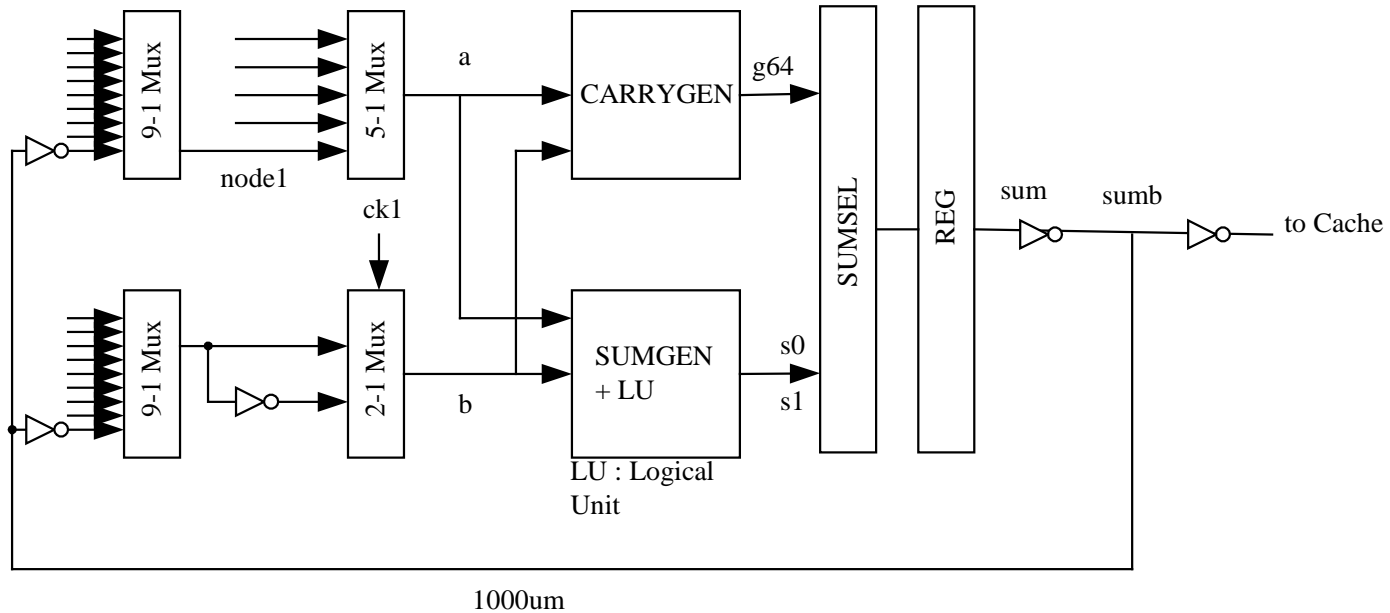 9-1 Mux
5-1 Mux
a
CARRYGEN
g64
node1
ck1
SUMSEL
REG
sum
sumb
to Cache
9-1 Mux
2-1 Mux
b
SUMGEN
+ LU
s0
s1
LU : Logical
Unit
1000um